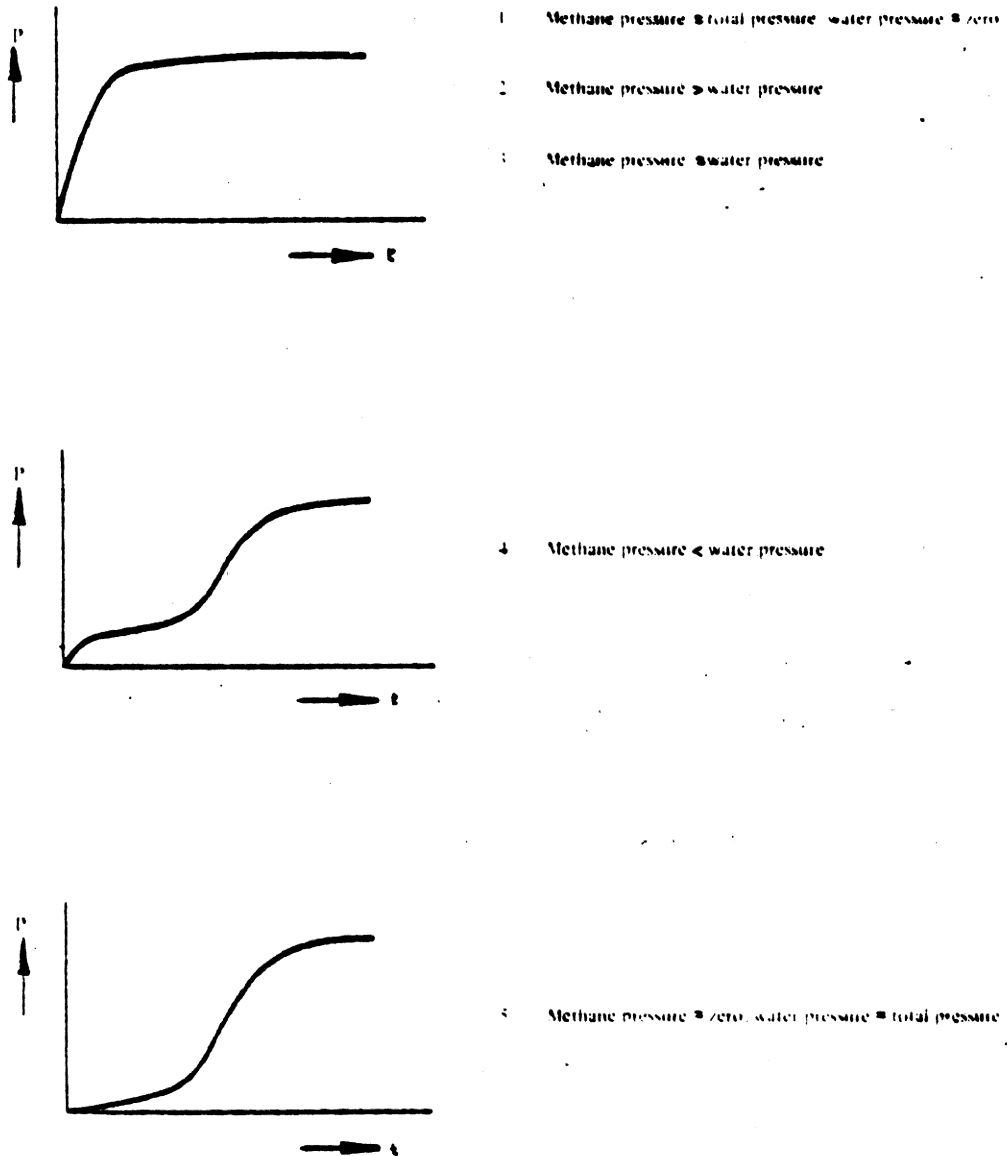 P
1 Methane pressure = total pressure, water pressure = zero
2 Methane pressure > water pressure
3 Methane pressure = water pressure
t
P
4 Methane pressure < water pressure
t
P
5 Methane pressure = zero, water pressure = total pressure
t